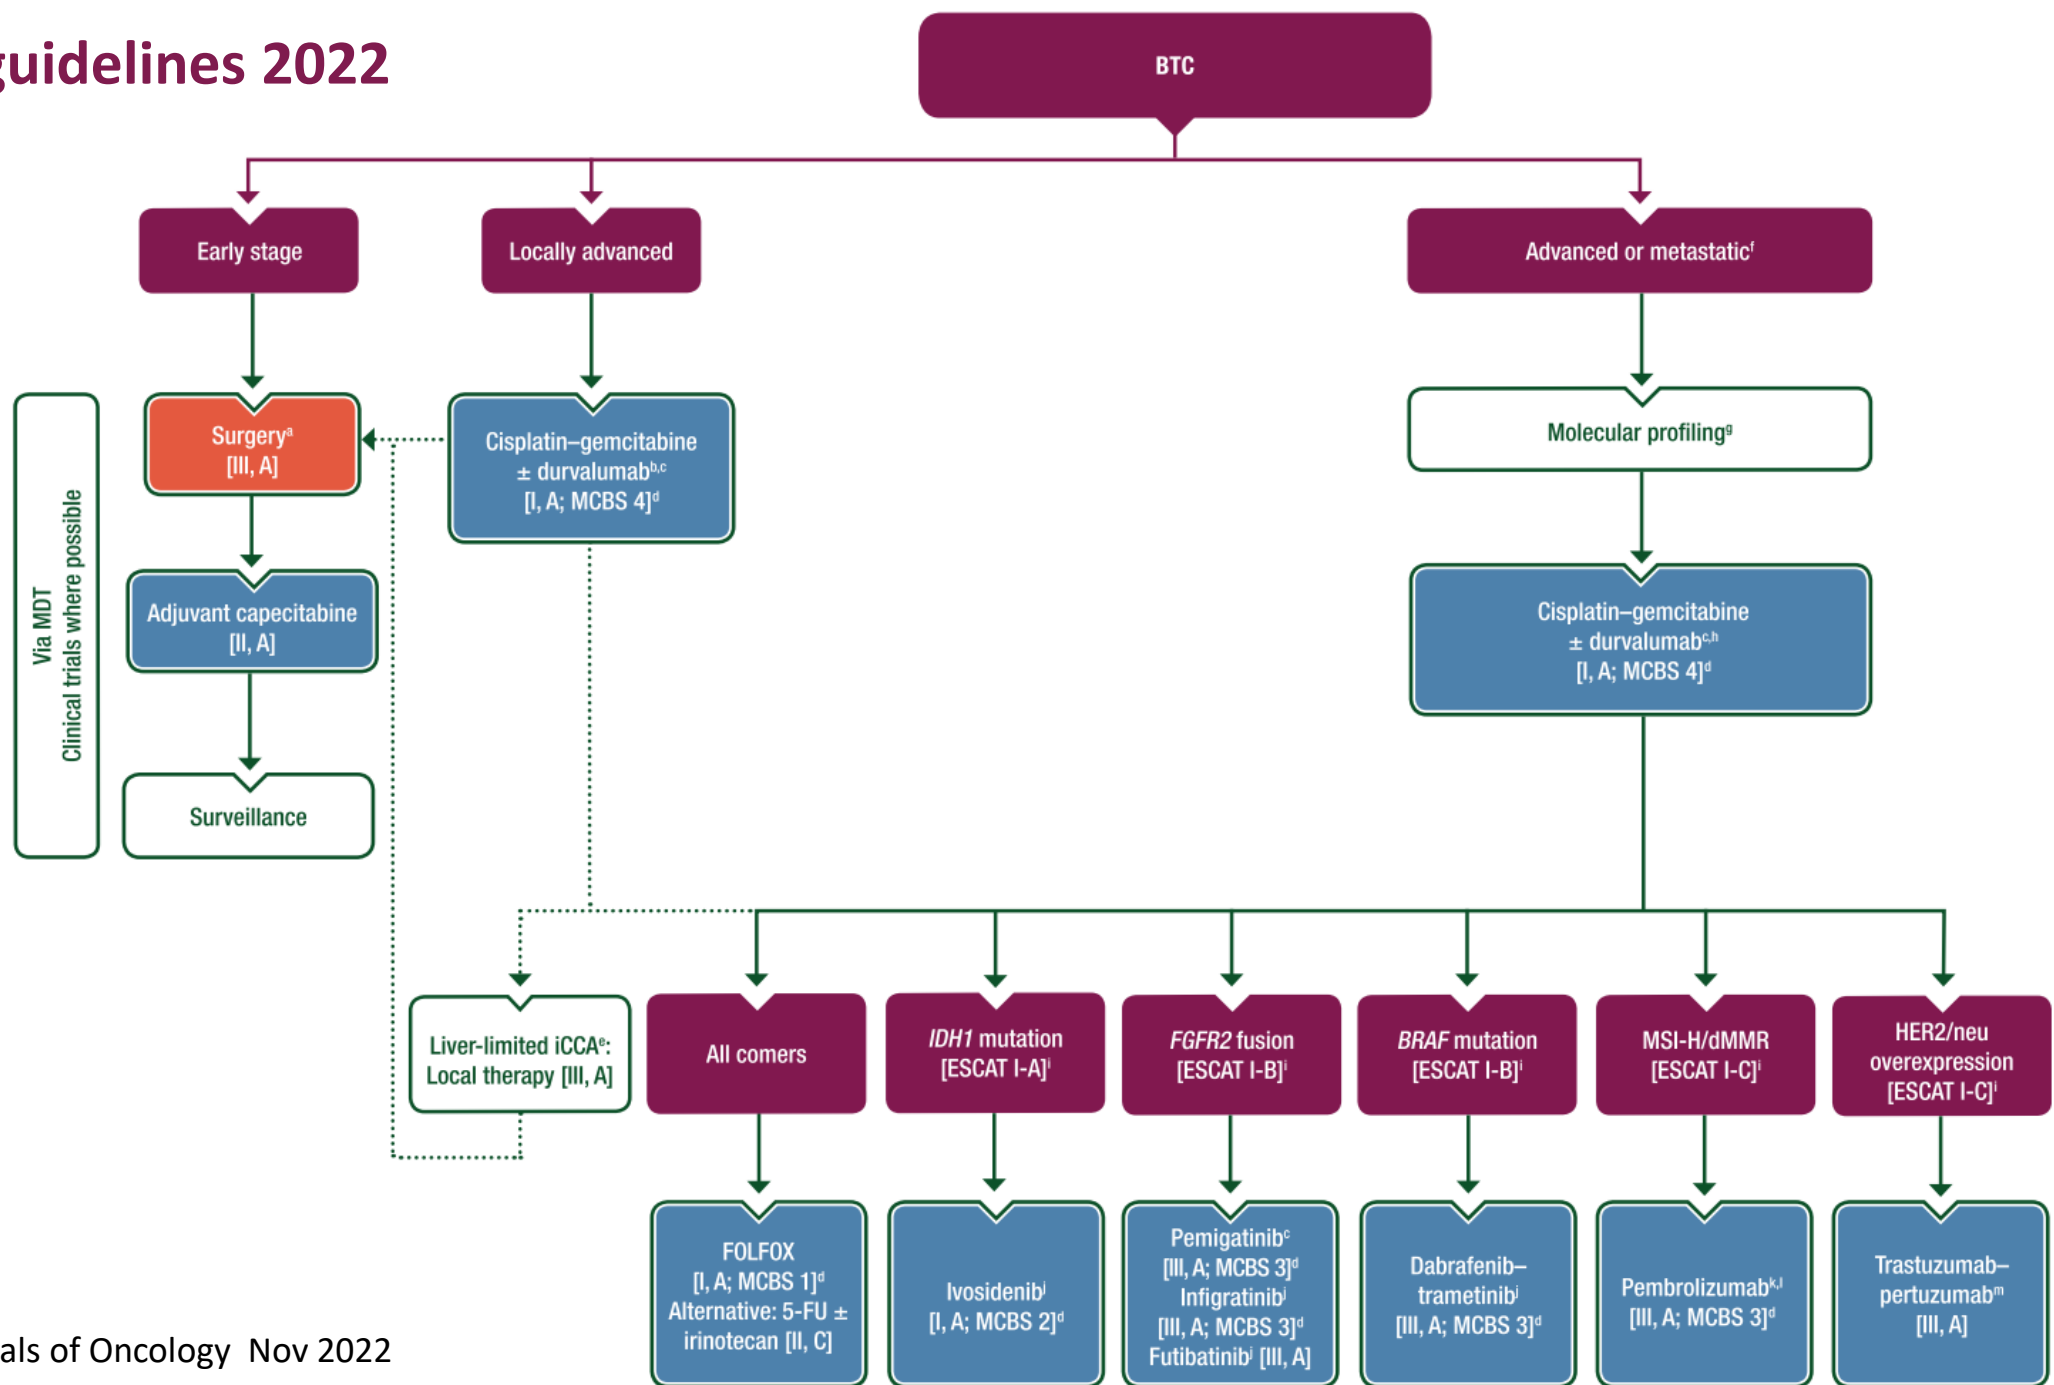 guidelines 2022
BTC
Early stage
Locally advanced
Advanced or metastaticᶠ
Via MDT
Clinical trials where possible
Surgeryᵃ
[III, A]
Cisplatin–gemcitabine
± durvalumabᵇ,ᶜ
[I, A; MCBS 4]ᵈ
Molecular profilingᵍ
Adjuvant capecitabine
[II, A]
Cisplatin–gemcitabine
± durvalumabᶜ,ʰ
[I, A; MCBS 4]ᵈ
Surveillance
Liver-limited iCCAᵉ:
Local therapy [III, A]
All comers
IDH1 mutation
[ESCAT I-A]ⁱ
FGFR2 fusion
[ESCAT I-B]ⁱ
BRAF mutation
[ESCAT I-B]ⁱ
MSI-H/dMMR
[ESCAT I-C]ⁱ
HER2/neu
overexpression
[ESCAT I-C]ⁱ
FOLFOX
[I, A; MCBS 1]ᵈ
Alternative: 5-FU ±
irinotecan [II, C]
Ivosidenibʲ
[I, A; MCBS 2]ᵈ
Pemigatinibᶜ
[III, A; MCBS 3]ᵈ
Infigratinibʲ
[III, A; MCBS 3]ᵈ
Futibatinibʲ [III, A]
Dabrafenib–
trametinibʲ
[III, A; MCBS 3]ᵈ
Pembrolizumabᵏ,ˡ
[III, A; MCBS 3]ᵈ
Trastuzumab–
pertuzumabᵐ
[III, A]
als of Oncology Nov 2022